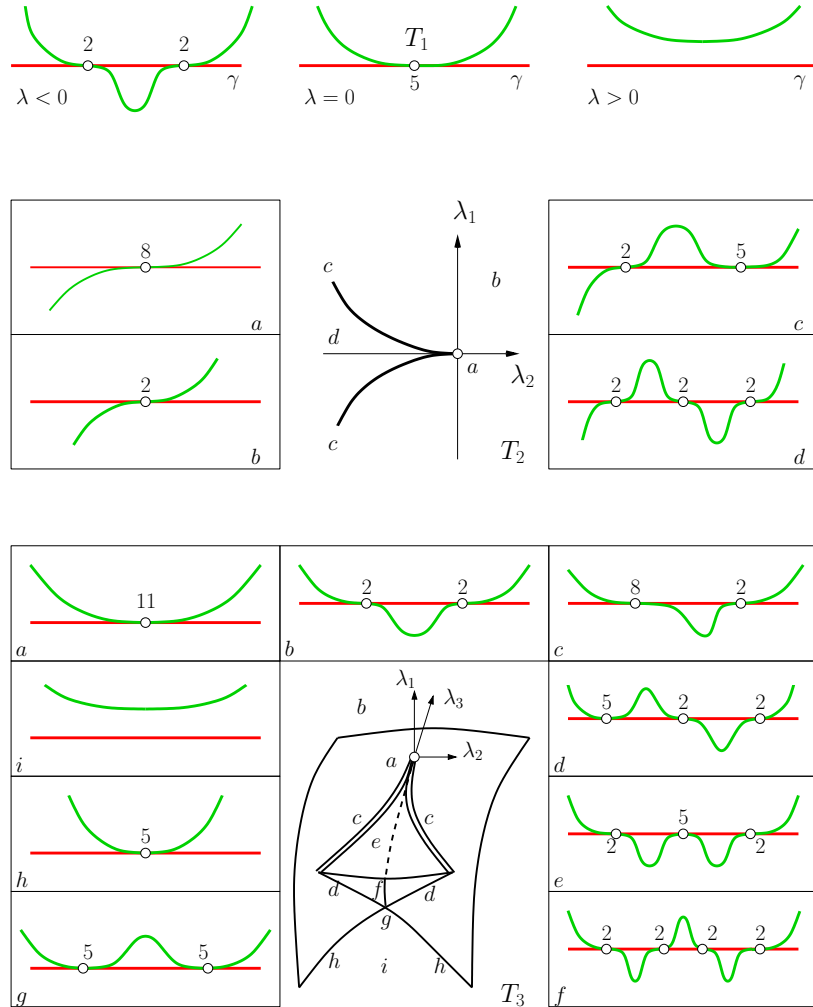 2 2 T₁
γ 5 γ γ
λ < 0 λ = 0 λ > 0
8 λ₁ 2 5
c b
a d c
2 a λ₂ 2 2 2
b c T₂ d
11 2 2 8 2
a b c
λ₁ λ₃ 5 2 2
b
a λ₂
i d
5 c c 5
e 2 2
h e
d f d 2 2 2 2
5 5 g
h i h
g T₃ f